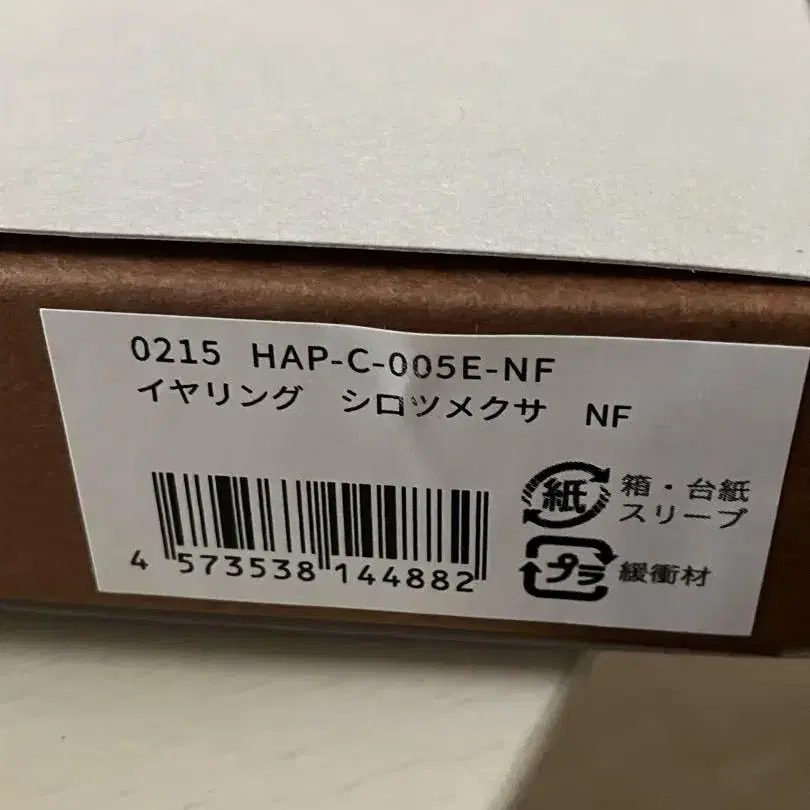 0215 HAP-C-005E-NF
イヤリング シロツメクサ NF
紙 箱・台紙
スリーブ
プラ 緩衝材
4 573538 144882